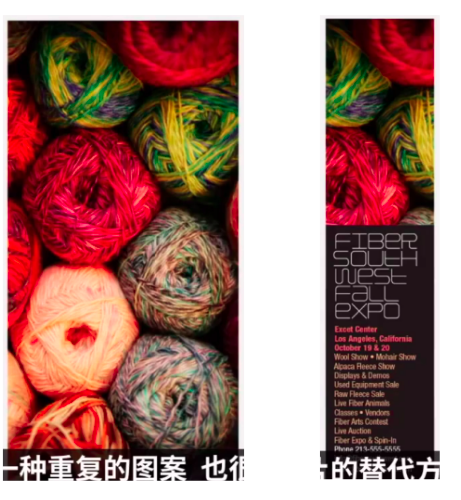 FIBER
SOUTH
WEST
FALL
EXPO
Excet Center
Los Angeles, California
October 19 & 20
Wool Show • Mohair Show
Alpaca Fleece Show
Displays & Demos
Used Equipment Sale
Raw Fleece Sale
Live Fiber Animals
Classes • Vendors
Fiber Arts Contest
Live Auction
Fiber Expo & Spin-In
Phone 213-555-5555
一种重复的图案 也很
的替代方